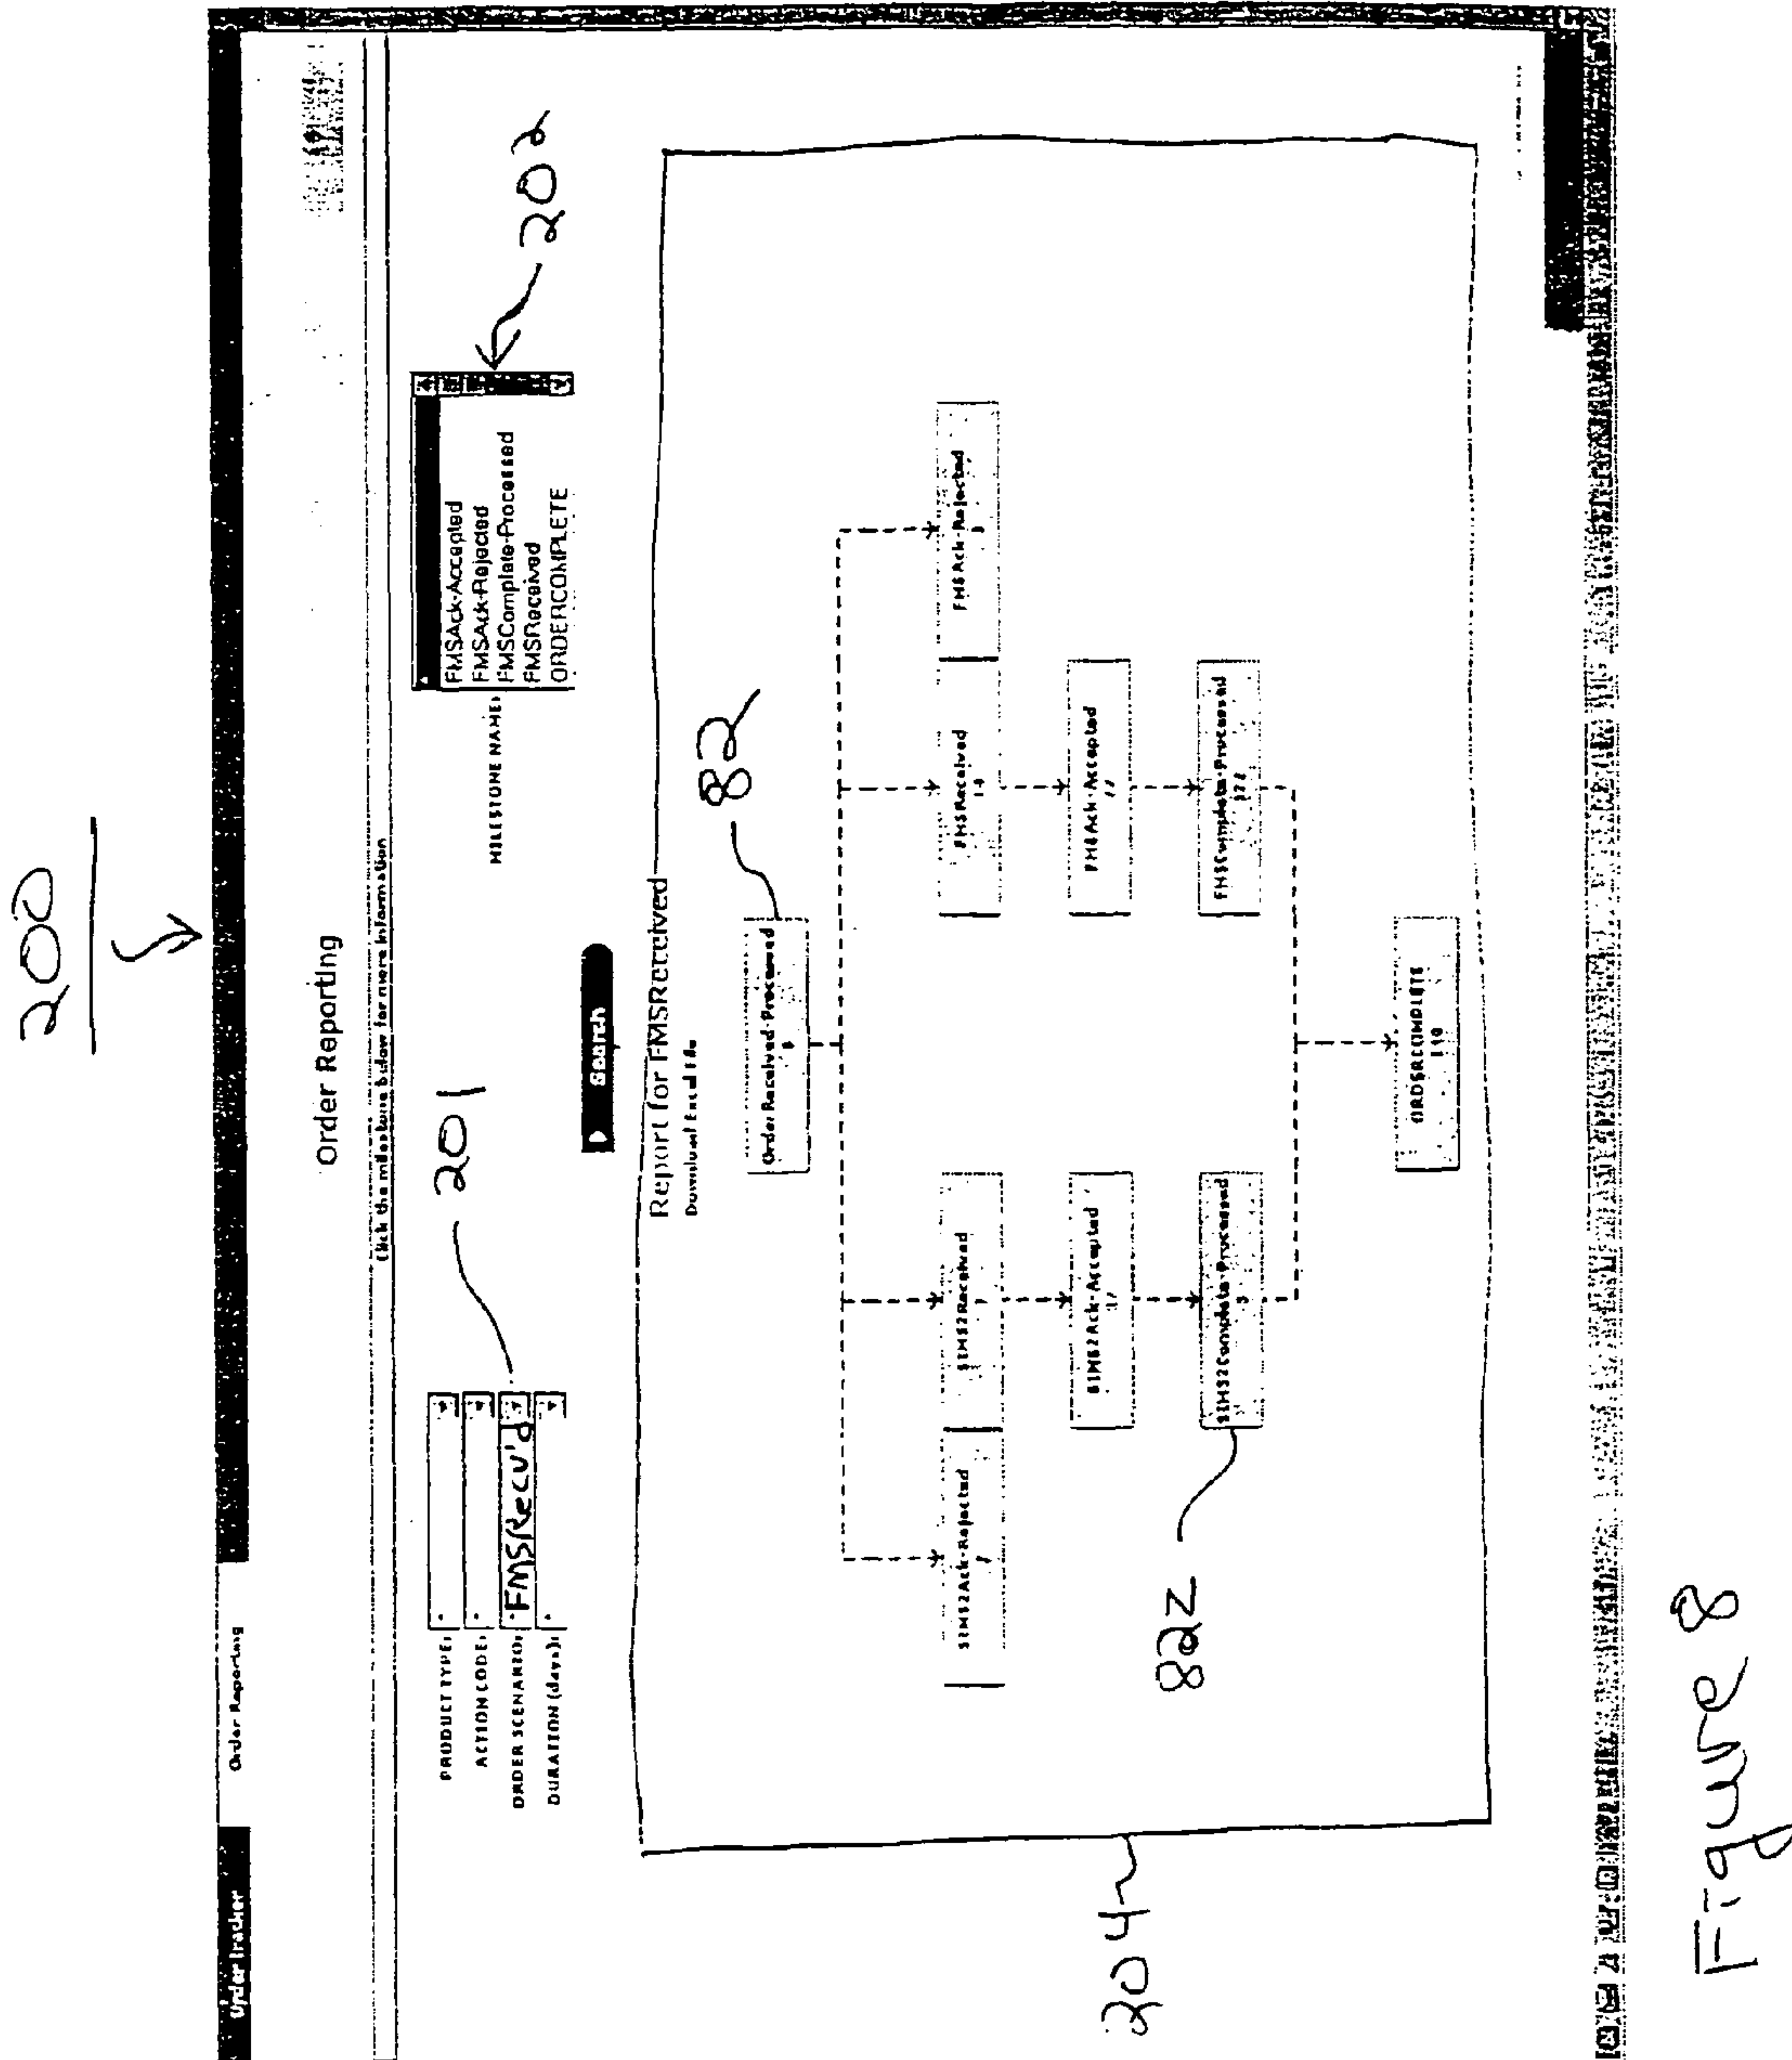 200
Order Tracker
Order Reporting
Order Reporting
Click the milestone below for more information
PRODUCT TYPE:
ACTION CODE:
ORDER SCENARIO: FMSRecv'd
DURATION (days):
201
MILESTONE NAME:
FMSAck-Accepted
FMSAck-Rejected
FMSComplete-Processed
FMSReceived
ORDERCOMPLETE
202
Search
Report for FMSReceived
Download Excel File
82
Order Received-Processed
SIMS2Ack-Rejected
SIMS2Received
FMSReceived
FMSAck-Rejected
SIMS2Ack-Accepted
FMSAck-Accepted
SIMS2Complete-Processed
FMSComplete-Processed
82Z
ORDERCOMPLETE
204
Figure 8